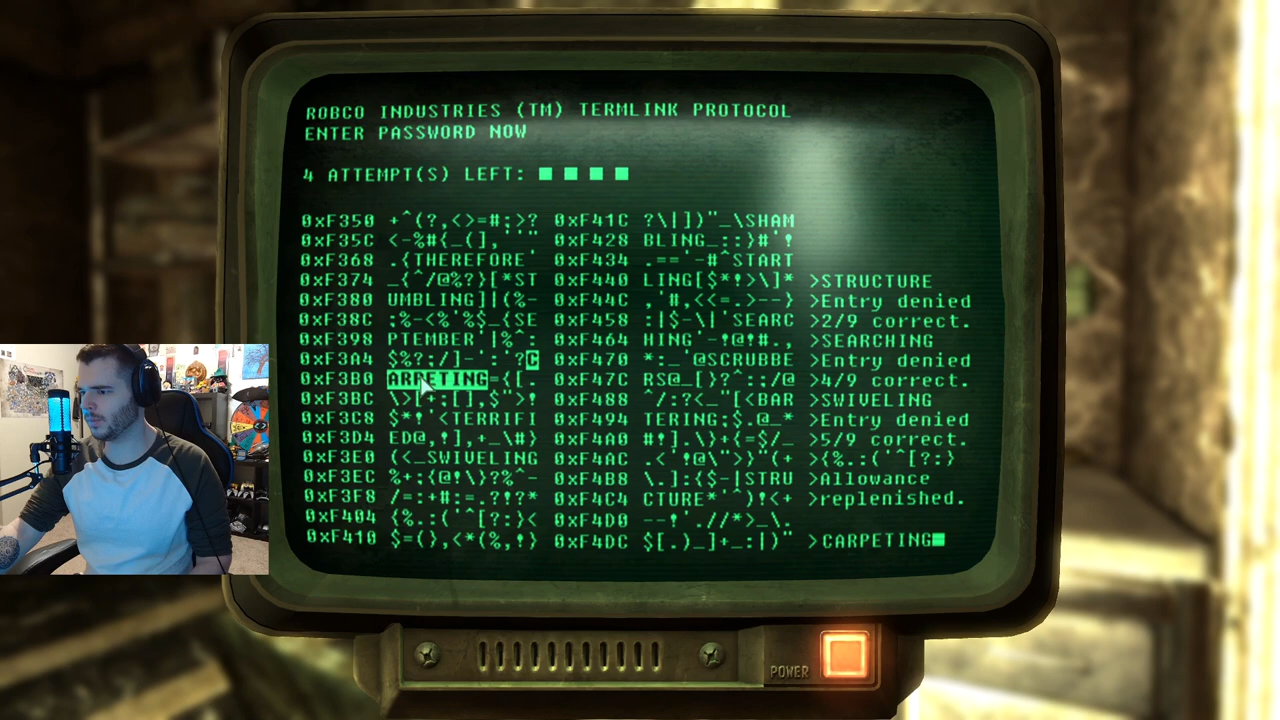 ROBCO INDUSTRIES (TM) TERMLINK PROTOCOL
ENTER PASSWORD NOW
4 ATTEMPT(S) LEFT:
0xF350 +^(?,<>=#;>?
0xF35C <-%#{_(],´´"
0xF368 .{THEREFORE'
0xF374 _{^/@%?}[*ST
0xF380 UMBLING]|(%-
0xF38C ;%-<%'%$_{SE
0xF398 PTEMBER'|%^:
0xF3A4 $%?:/]-':'?C
0xF3B0 ARPETING={[.
0xF3BC \>[+:[],$">!
0xF3C8 $*!'<TERRIFI
0xF3D4 ED@,!],+_\#}
0xF3E0 (<_SWIVELING
0xF3EC %+:{@!\}?%^-
0xF3F8 /=:+#:=.?!?*
0xF404 {%.:('^[?:}<
0xF410 $=(),<*(%,!}
0xF41C ?\|])"_\SHAM
0xF428 BLING_::}#'!
0xF434 .=='-#^START
0xF440 LING[$*!>\]*
0xF44C ,'#,<<=.>--}
0xF458 :|$-\|'SEARC
0xF464 HING'-!@!#.,
0xF470 *:_'@SCRUBBE
0xF47C RS@_[}?^::/@
0xF488 ^/:?<_"[<BAR
0xF494 TERING;$.@_*
0xF4A0 #!].\}+{=$/_
0xF4AC .<'!@\">}"(+
0xF4B8 \.]:{$-|STRU
0xF4C4 CTURE*'^)!<+
0xF4D0 --!'.//*>_\.
0xF4DC $[.)_]+_:|)"
>STRUCTURE
>Entry denied
>2/9 correct.
>SEARCHING
>Entry denied
>4/9 correct.
>SWIVELING
>Entry denied
>5/9 correct.
>{%.:('^[?:}
>Allowance
>replenished.
>CARPETING
POWER